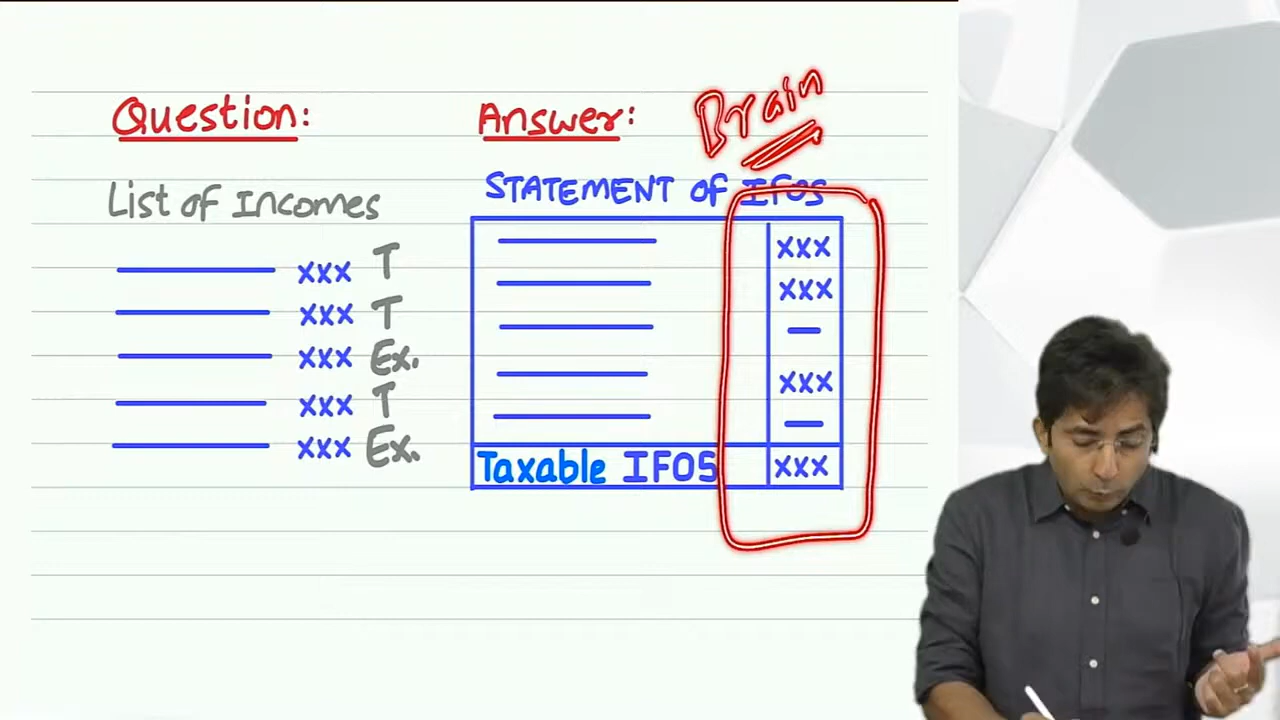 Question:
List of Incomes
xxx T
xxx T
xxx Ex.
xxx T
xxx Ex.
Answer:
Brain
STATEMENT of IFOS
xxx
xxx
—
xxx
—
Taxable IFOS xxx